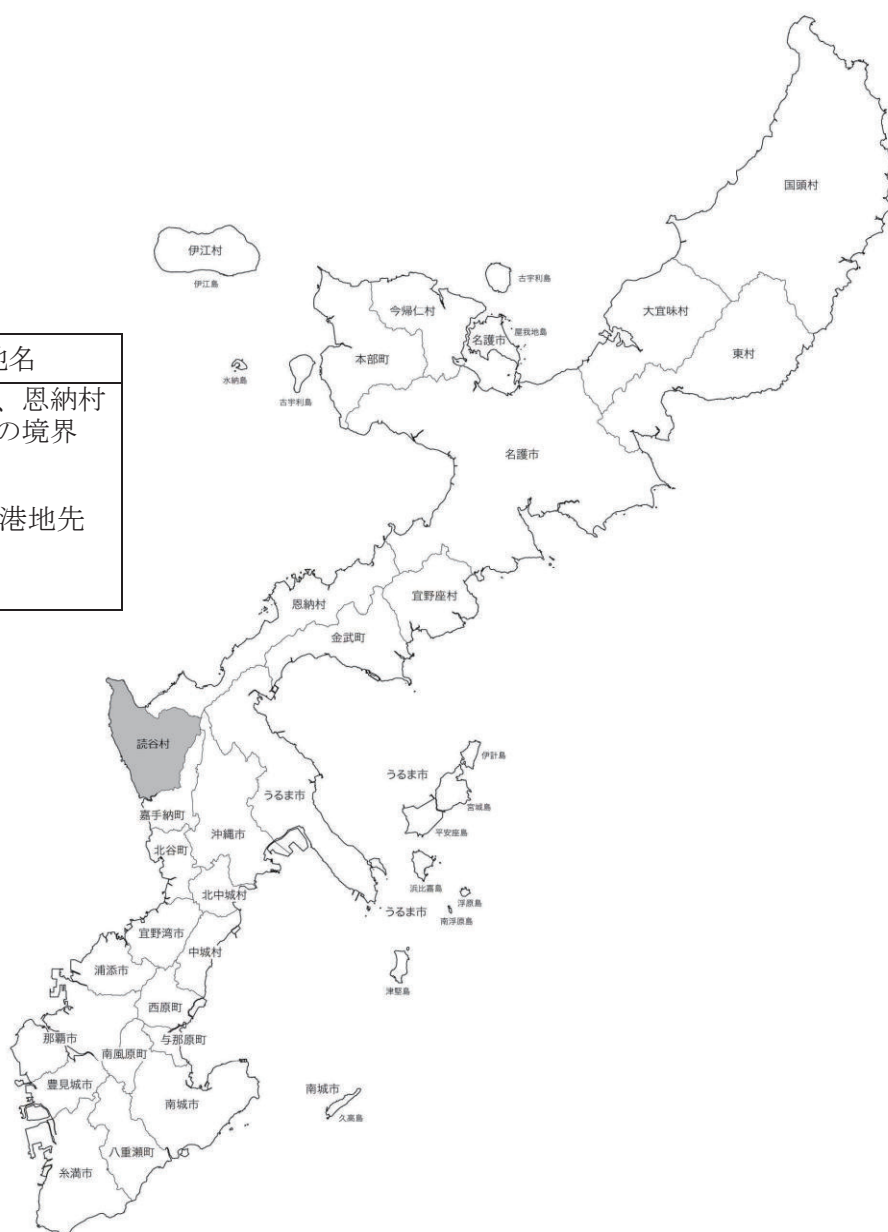 国頭村
伊江村
伊江島
古宇利島
今帰仁村
大宜味村
屋我地島
名護市
東村
本部町
水納島
古宇利島
地名
、恩納村
の境界
港地先
名護市
恩納村
宜野座村
金武町
読谷村
伊計島
うるま市
うるま市
宮城島
嘉手納町
沖縄市
平安座島
北谷町
浜比嘉島
北中城村
浮原島
うるま市
南浮原島
宜野湾市
中城村
浦添市
津堅島
西原町
那覇市
与那原町
南風原町
豊見城市
南城市
南城市
久高島
八重瀬町
糸満市